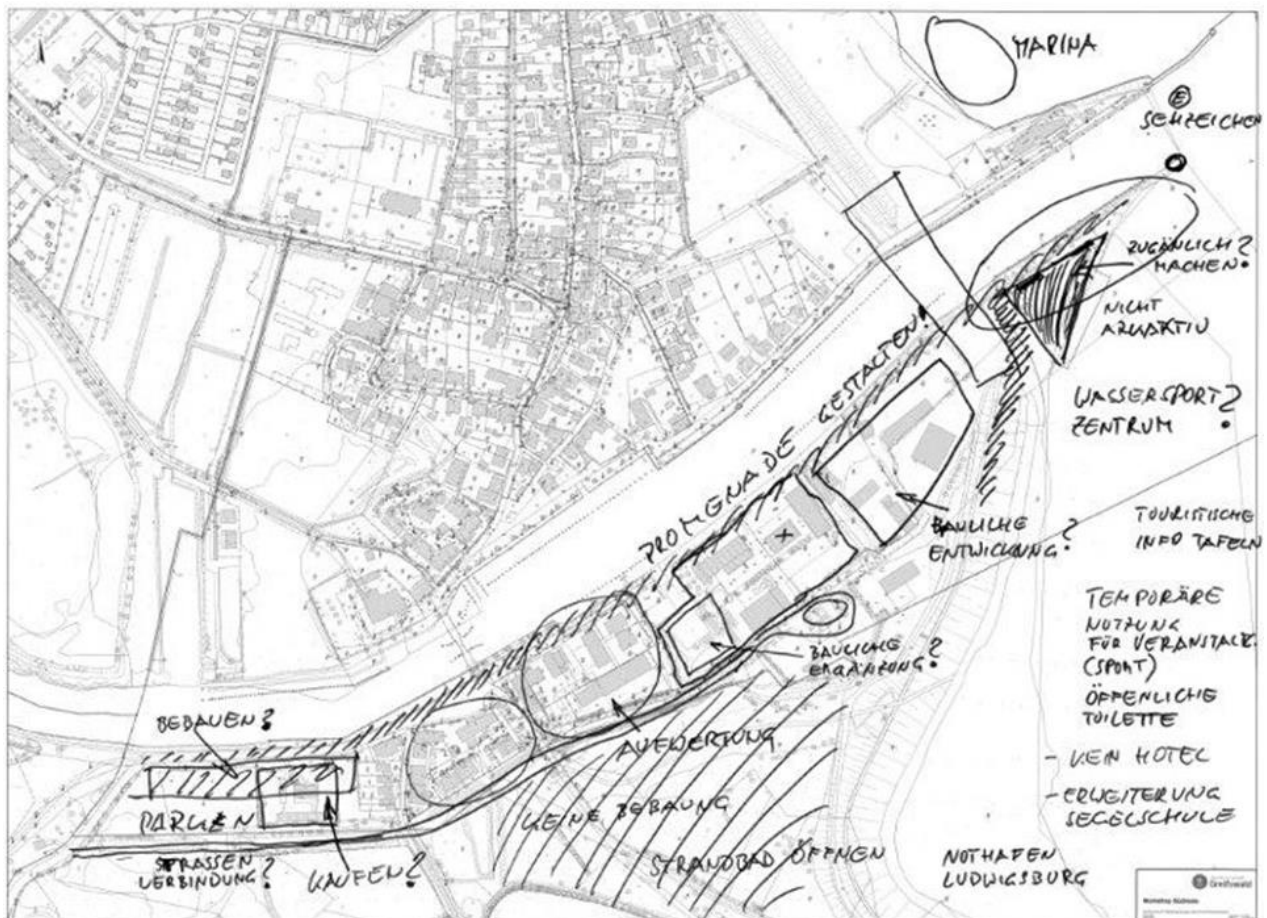 MARINA
Ⓔ
SEHZEICHEN
ZUGÄNLICH?
MACHEN?
NICHT
ATTRAKTIV
WASSERSPORT?
ZENTRUM
PROMENADE GESTALTEN!
BAULICHE
ENTWICKUNG?
TOURISTISCHE
INFO TAFELN
TEMPORÄRE
NUTZUNG
FÜR VERANSTALT.
(SPORT)
ÖFFENLICHE
TOILETTE
BAULICHE
ERGÄNZUNG?
BEBAUEN?
AUFWERTUNG
- KEIN HOTEL
- ERWEITERUNG
SEGELSCHULE
PARKEN
KEINE BEBAUNG
STRANDBAD ÖFFNEN
STRASSEN
VERBINDUNG?
KAUFEN?
NOTHAFEN
LUDWIGSBURG
Greifswald